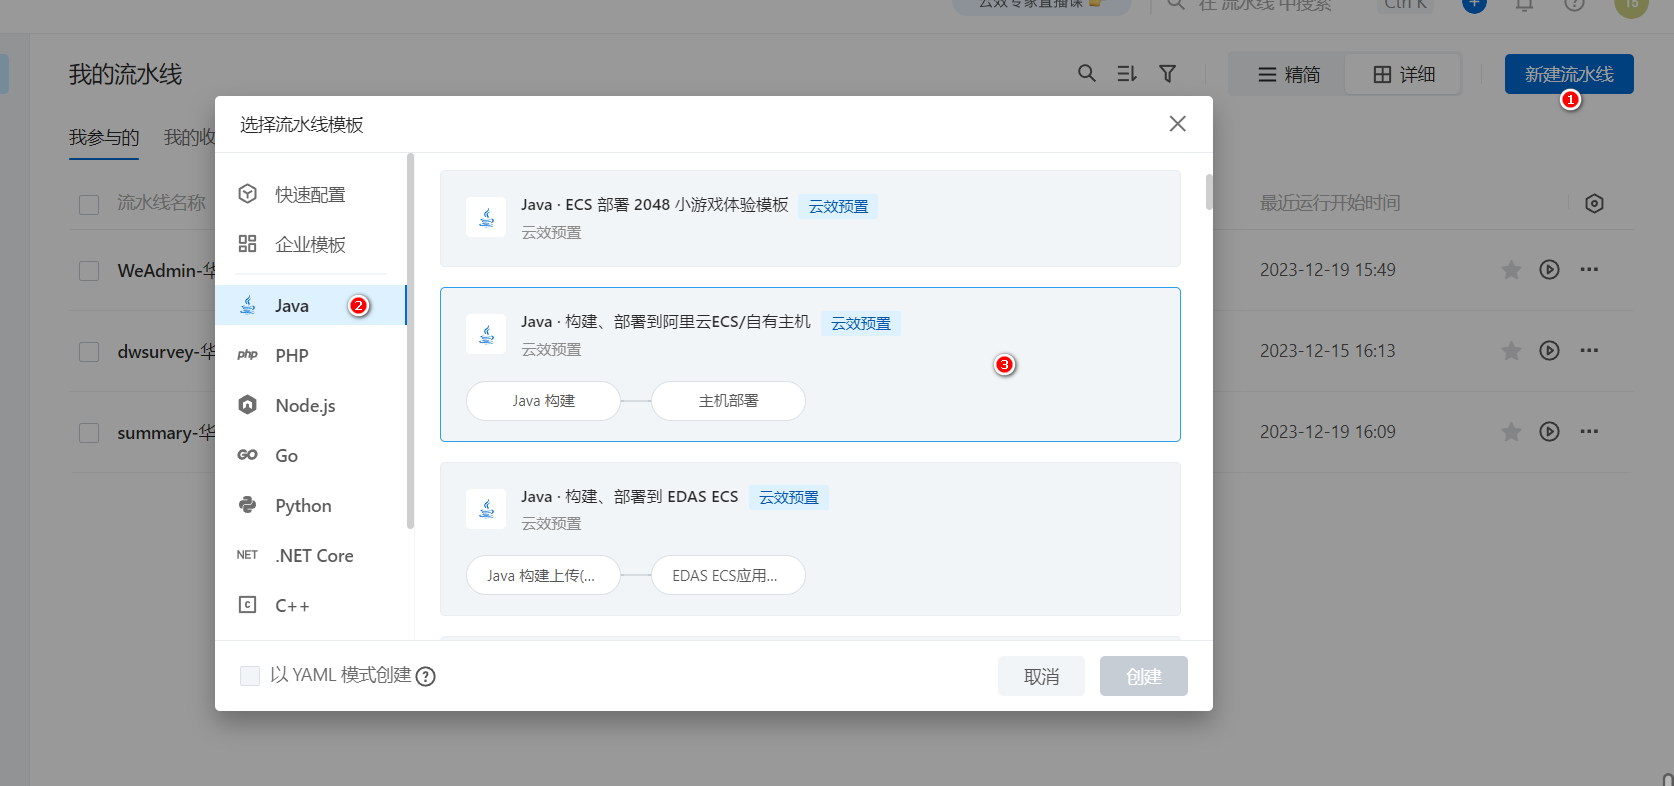 云效专家直播课
在 流水线 中搜索
Ctrl K
我的流水线
精简
详细
新建流水线
1
选择流水线模板
我参与的
我的收
流水线名称
最近运行开始时间
快速配置
企业模板
Java
2
PHP
Node.js
Go
Python
.NET Core
C++
Java · ECS 部署 2048 小游戏体验模板
云效预置
云效预置
Java · 构建、部署到阿里云ECS/自有主机
云效预置
云效预置
3
Java 构建
主机部署
Java · 构建、部署到 EDAS ECS
云效预置
云效预置
Java 构建上传(...
EDAS ECS应用...
WeAdmin-华
2023-12-19 15:49
dwsurvey-华
2023-12-15 16:13
summary-华
2023-12-19 16:09
php
GO
NET
C
以 YAML 模式创建
?
取消
创建